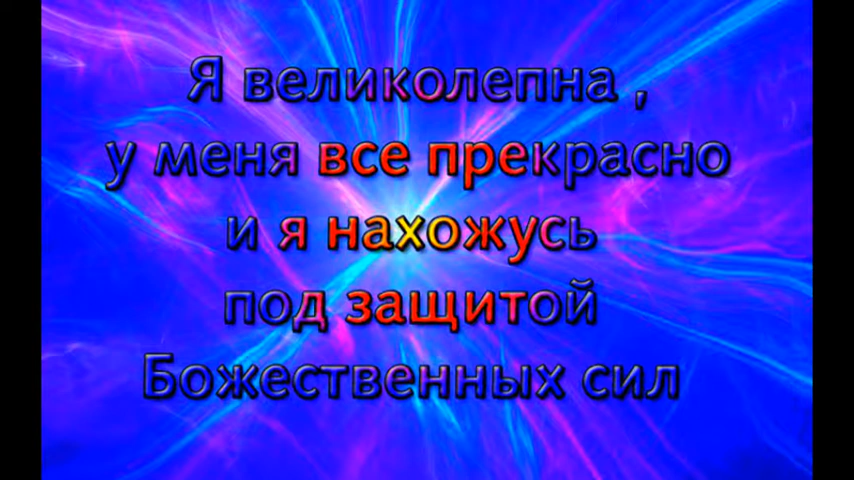 Я великолепна ,
у меня все прекрасно
и я нахожусь
под защитой
Божественных сил